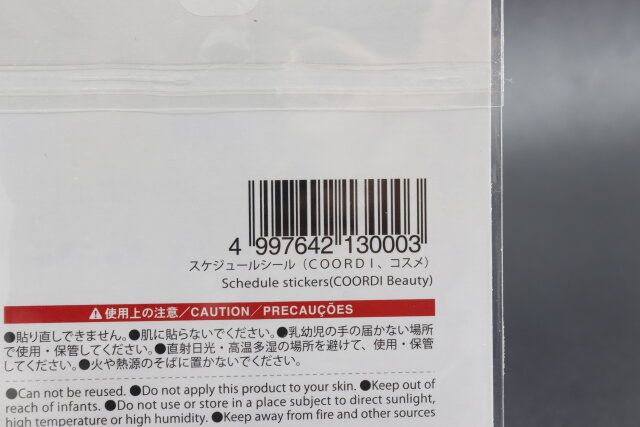 4 997642 130003
スケジュールシール（ＣＯＯＲＤＩ、コスメ）
Schedule stickers(COORDI Beauty)
⚠使用上の注意／CAUTION／PRECAUÇÕES
●貼り直しできません。●肌に貼らないでください。●乳幼児の手の届かない場所
で使用・保管してください。●直射日光・高温多湿の場所を避けて、使用・保管
してください。●火や熱源のそばに置かないでください。
●Can not be reused. ●Do not apply this product to your skin. ●Keep out of
reach of infants. ●Do not use or store in a place subject to direct sunlight,
high temperature or high humidity. ●Keep away from fire and other sources